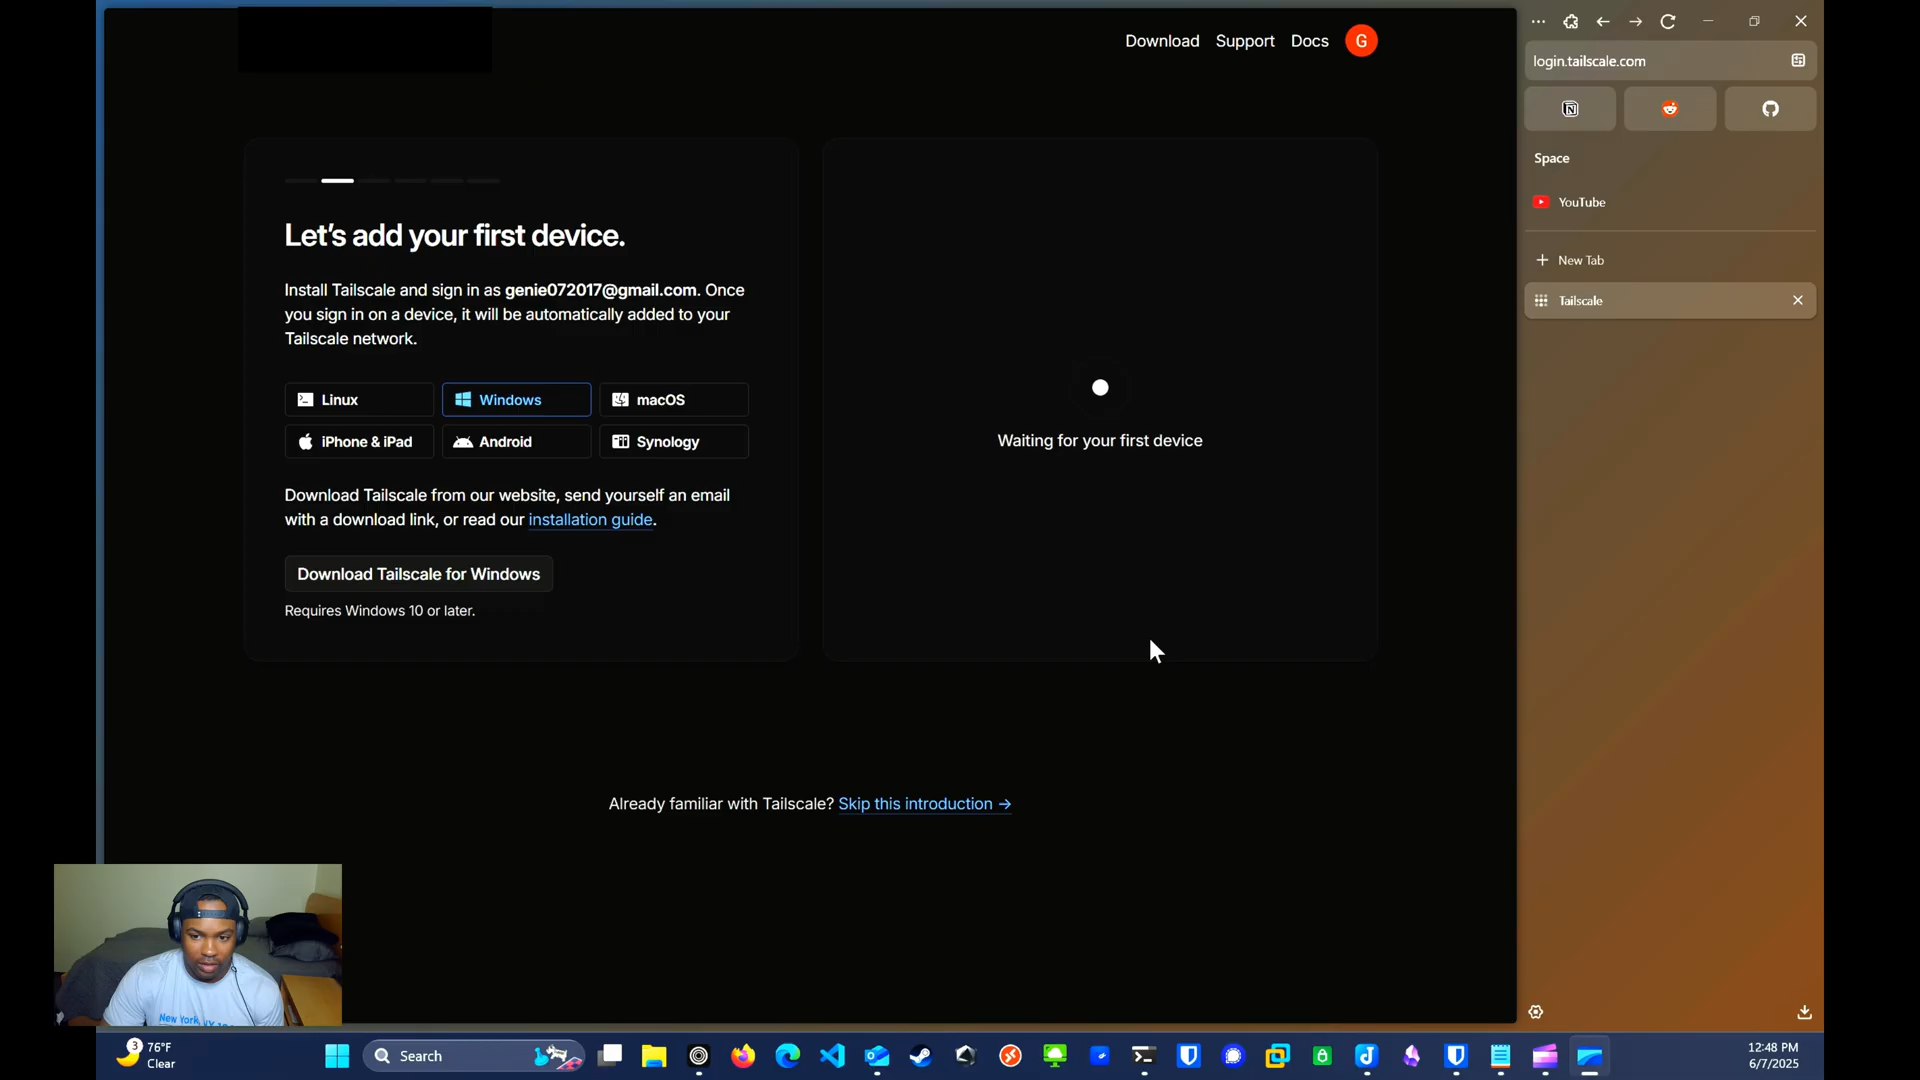 Download Support Docs G
login.tailscale.com
Space
YouTube
New Tab
Tailscale
Let's add your first device.
Install Tailscale and sign in as genie072017@gmail.com. Once
you sign in on a device, it will be automatically added to your
Tailscale network.
Linux Windows macOS
iPhone & iPad Android Synology
Download Tailscale from our website, send yourself an email
with a download link, or read our installation guide.
Download Tailscale for Windows
Requires Windows 10 or later.
Waiting for your first device
Already familiar with Tailscale? Skip this introduction →
New York, NY
3 76°F
Clear
Search
12:48 PM
6/7/2025